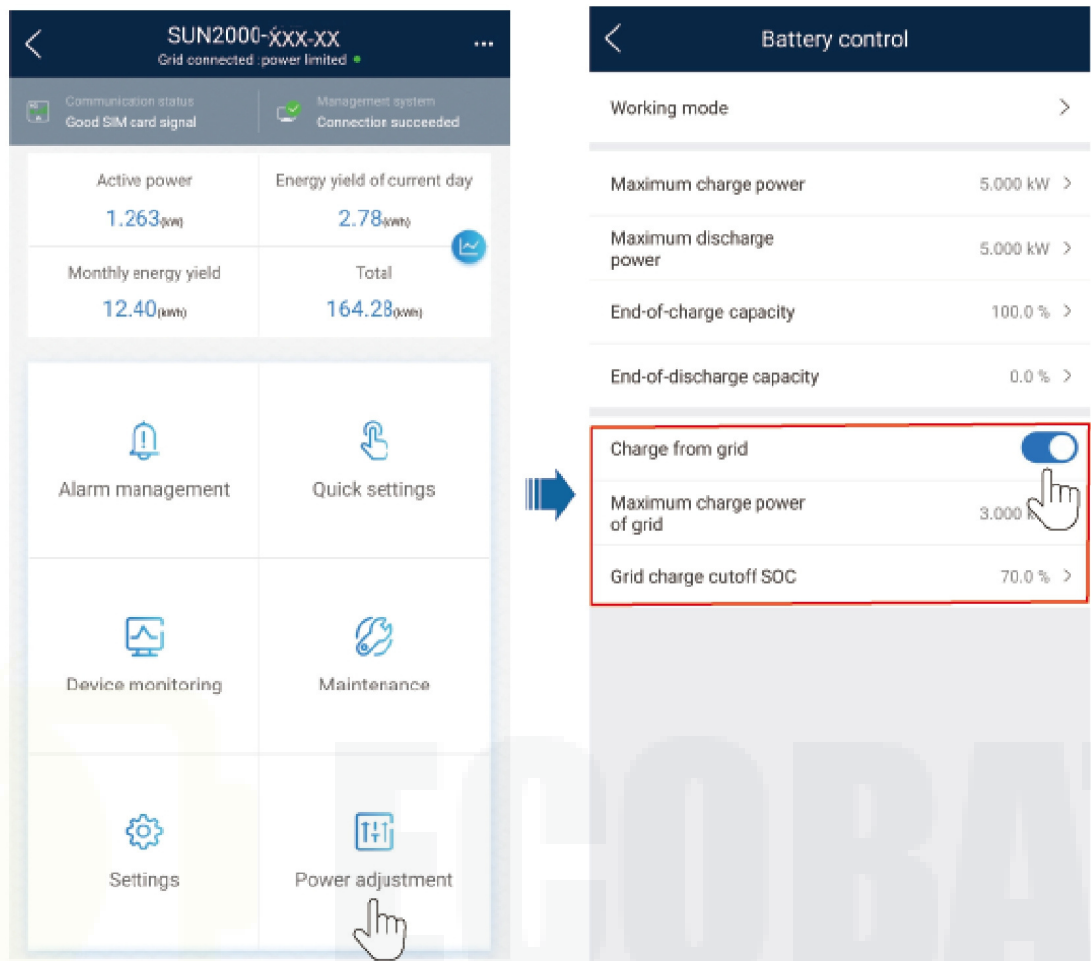 SUN2000-XXX-XX
Grid connected :power limited
Communication status
Good SIM card signal
Management system
Connection succeeded
Active power
1.263(kW)
Energy yield of current day
2.78(kWh)
Monthly energy yield
12.40(kWh)
Total
164.28(kWh)
Alarm management
Quick settings
Device monitoring
Maintenance
Settings
Power adjustment
Battery control
Working mode
Maximum charge power
5.000 kW
Maximum discharge
power
5.000 kW
End-of-charge capacity
100.0 %
End-of-discharge capacity
0.0 %
Charge from grid
Maximum charge power
of grid
3.000
Grid charge cutoff SOC
70.0 %